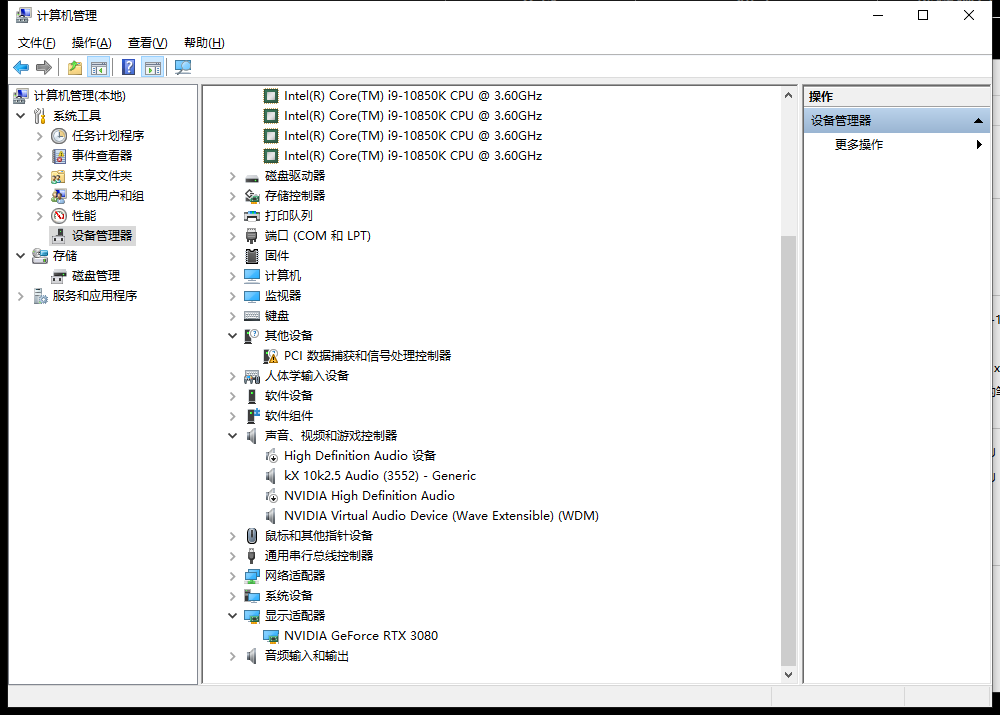 计算机管理
文件(F) 操作(A) 查看(V) 帮助(H)
计算机管理(本地)
系统工具
任务计划程序
事件查看器
共享文件夹
本地用户和组
性能
设备管理器
存储
磁盘管理
服务和应用程序
Intel(R) Core(TM) i9-10850K CPU @ 3.60GHz
Intel(R) Core(TM) i9-10850K CPU @ 3.60GHz
Intel(R) Core(TM) i9-10850K CPU @ 3.60GHz
Intel(R) Core(TM) i9-10850K CPU @ 3.60GHz
磁盘驱动器
存储控制器
打印队列
端口 (COM 和 LPT)
固件
计算机
监视器
键盘
其他设备
PCI 数据捕获和信号处理控制器
人体学输入设备
软件设备
软件组件
声音、视频和游戏控制器
High Definition Audio 设备
kX 10k2.5 Audio (3552) - Generic
NVIDIA High Definition Audio
NVIDIA Virtual Audio Device (Wave Extensible) (WDM)
鼠标和其他指针设备
通用串行总线控制器
网络适配器
系统设备
显示适配器
NVIDIA GeForce RTX 3080
音频输入和输出
操作
设备管理器
更多操作